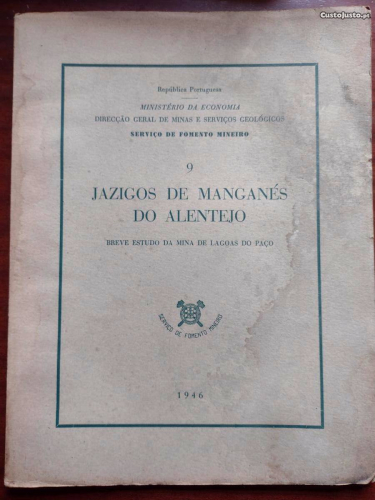 CustoJusto.pt
República Portuguesa
MINISTÉRIO DA ECONOMIA
DIRECÇÃO GERAL DE MINAS E SERVIÇOS GEOLÓGICOS
SERVIÇO DE FOMENTO MINEIRO
9
JAZIGOS DE MANGANÉS
DO ALENTEJO
BREVE ESTUDO DA MINA DE LAGOAS DO PAÇO
SERVIÇO DE FOMENTO MINEIRO
1946